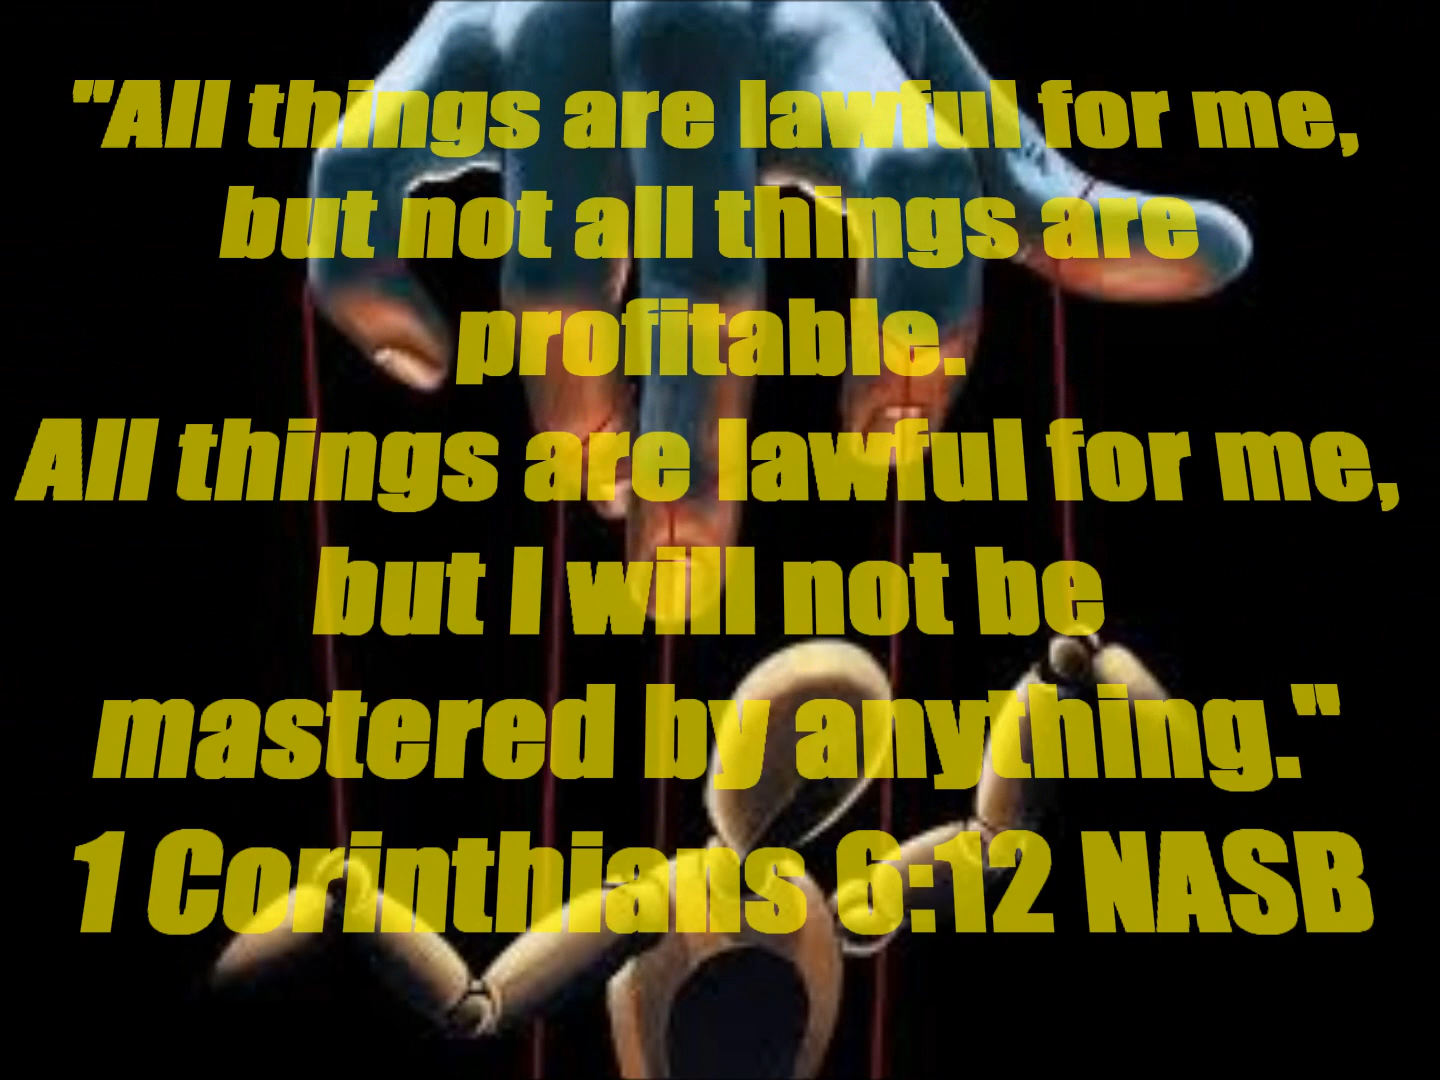 "All things are lawful for me,
but not all things are
profitable.
All things are lawful for me,
but I will not be
mastered by anything."
1 Corinthians 6:12 NASB